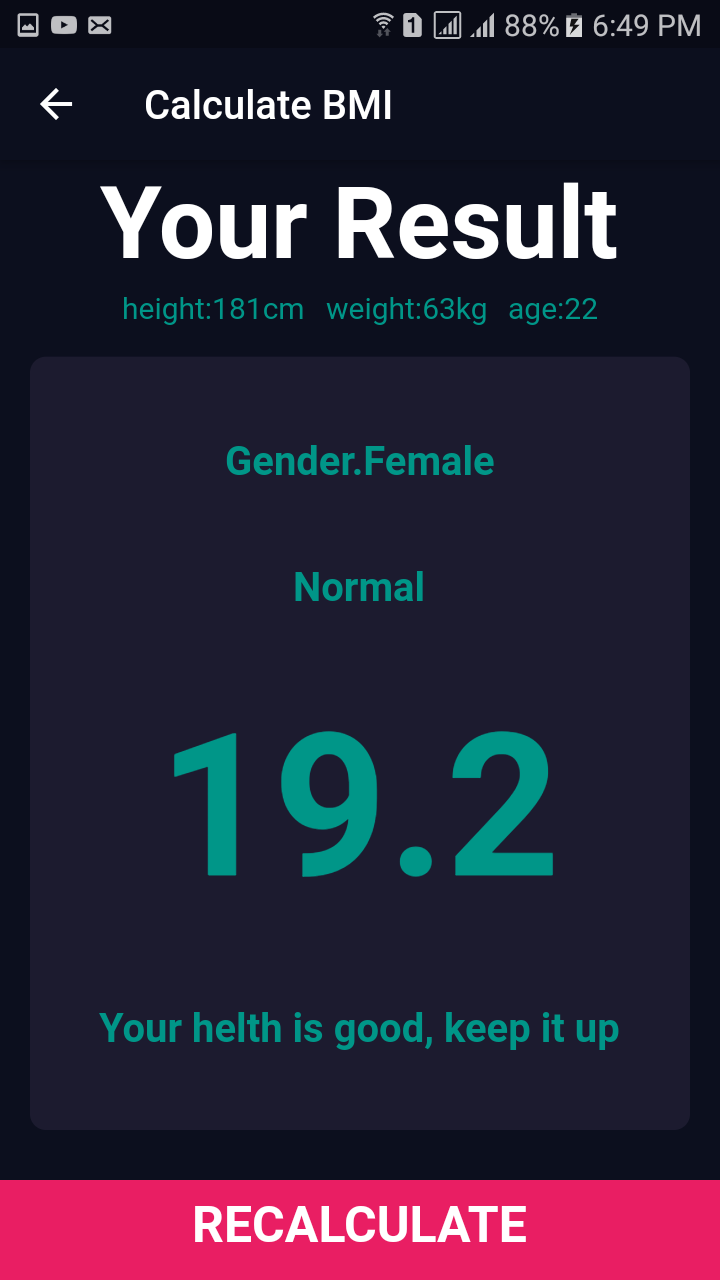 1 88% 6:49 PM
Calculate BMI
Your Result
height:181cm weight:63kg age:22
Gender.Female
Normal
19.2
Your helth is good, keep it up
RECALCULATE